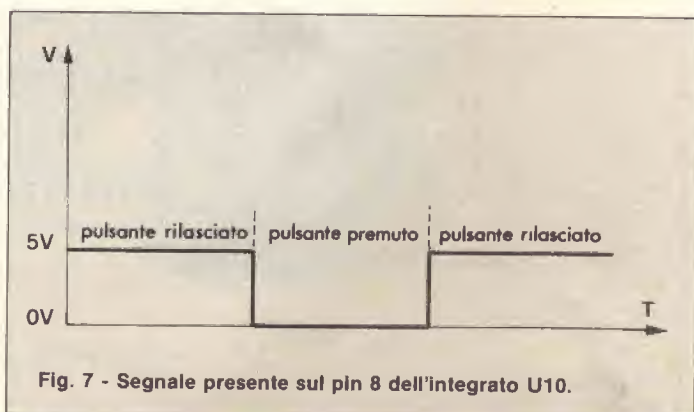 V
pulsante rilasciato pulsante premuto pulsante rilasciato
5V
T
0V
Fig. 7 - Segnale presente sul pin 8 dell'integrato U10.